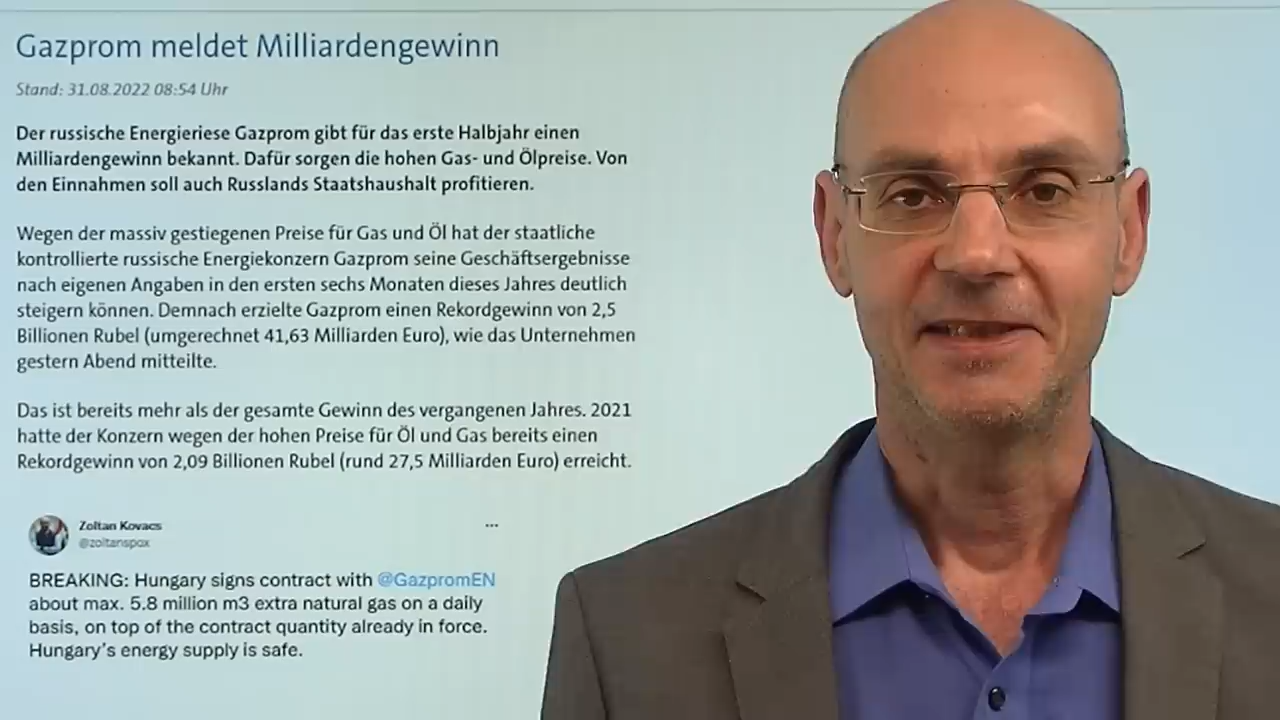 Gazprom meldet Milliardengewinn
Stand: 31.08.2022 08:54 Uhr
Der russische Energieriese Gazprom gibt für das erste Halbjahr einen
Milliardengewinn bekannt. Dafür sorgen die hohen Gas- und Ölpreise. Von
den Einnahmen soll auch Russlands Staatshaushalt profitieren.
Wegen der massiv gestiegenen Preise für Gas und Öl hat der staatliche
kontrollierte russische Energiekonzern Gazprom seine Geschäftsergebnisse
nach eigenen Angaben in den ersten sechs Monaten dieses Jahres deutlich
steigern können. Demnach erzielte Gazprom einen Rekordgewinn von 2,5
Billionen Rubel (umgerechnet 41,63 Milliarden Euro), wie das Unternehmen
gestern Abend mitteilte.
Das ist bereits mehr als der gesamte Gewinn des vergangenen Jahres. 2021
hatte der Konzern wegen der hohen Preise für Öl und Gas bereits einen
Rekordgewinn von 2,09 Billionen Rubel (rund 27,5 Milliarden Euro) erreicht.
Zoltan Kovacs
@zoltanspox
BREAKING: Hungary signs contract with @GazpromEN
about max. 5.8 million m3 extra natural gas on a daily
basis, on top of the contract quantity already in force.
Hungary's energy supply is safe.